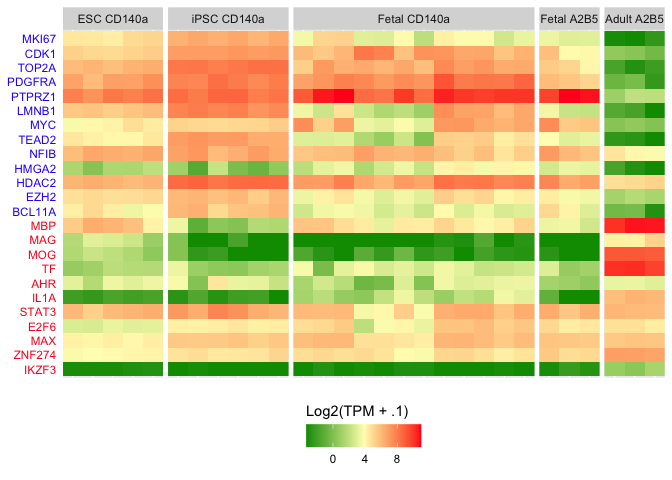 ESC CD140a iPSC CD140a Fetal CD140a Fetal A2B5 Adult A2B5
MKI67
CDK1
TOP2A
PDGFRA
PTPRZ1
LMNB1
MYC
TEAD2
NFIB
HMGA2
HDAC2
EZH2
BCL11A
MBP
MAG
MOG
TF
AHR
IL1A
STAT3
E2F6
MAX
ZNF274
IKZF3
Log2(TPM + .1)
0 4 8